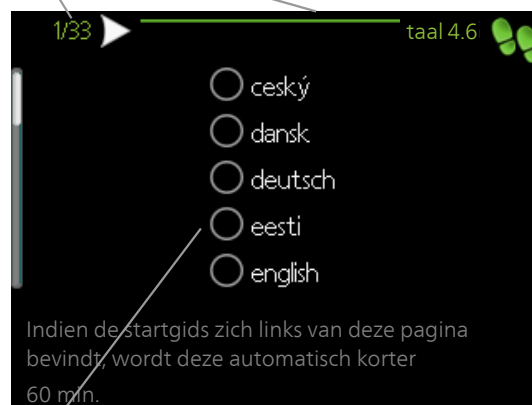 1/33
taal 4.6
ceský
dansk
deutsch
eesti
english
Indien de startgids zich links van deze pagina
bevindt, wordt deze automatisch korter
60 min.